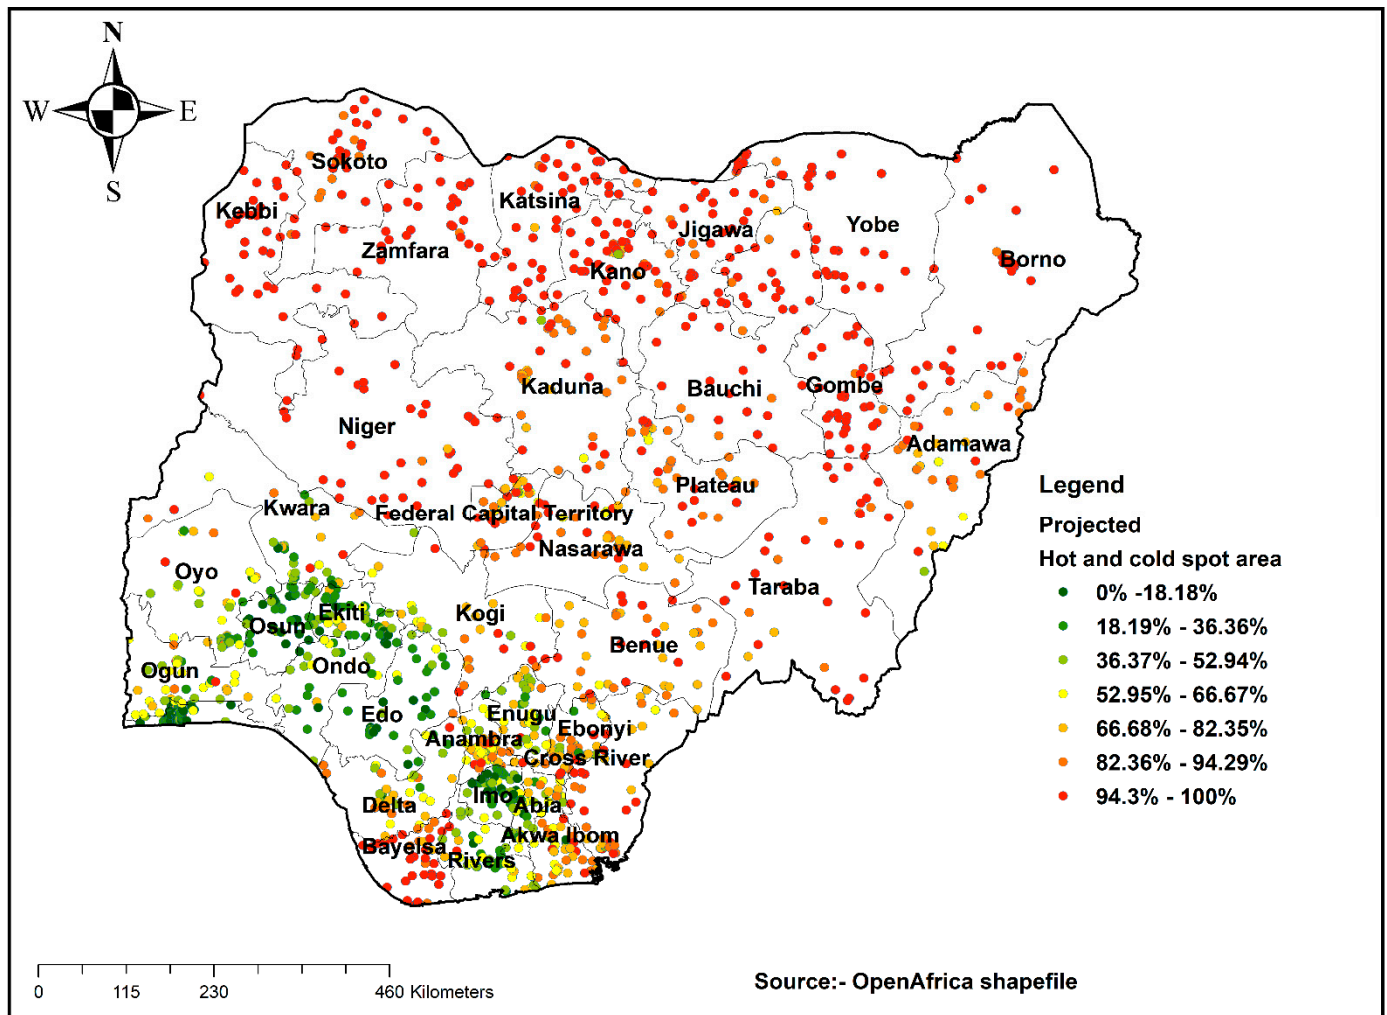 N
W
E
S
Sokoto
Kebbi
Katsina
Zamfara
Jigawa
Yobe
Kano
Borno
Kaduna
Bauchi
Gombe
Niger
Adamawa
Plateau
Kwara
Federal Capital Territory
Nasarawa
Oyo
Taraba
Kogi
Ekiti
Osun
Benue
Ondo
Ogun
Edo
Enugu
Ebonyi
Anambra
Cross River
Imo
Abia
Delta
Akwa Ibom
Bayelsa
Rivers
Legend
Projected
Hot and cold spot area
0% -18.18%
18.19% - 36.36%
36.37% - 52.94%
52.95% - 66.67%
66.68% - 82.35%
82.36% - 94.29%
94.3% - 100%
0 115 230 460 Kilometers
Source:- OpenAfrica shapefile